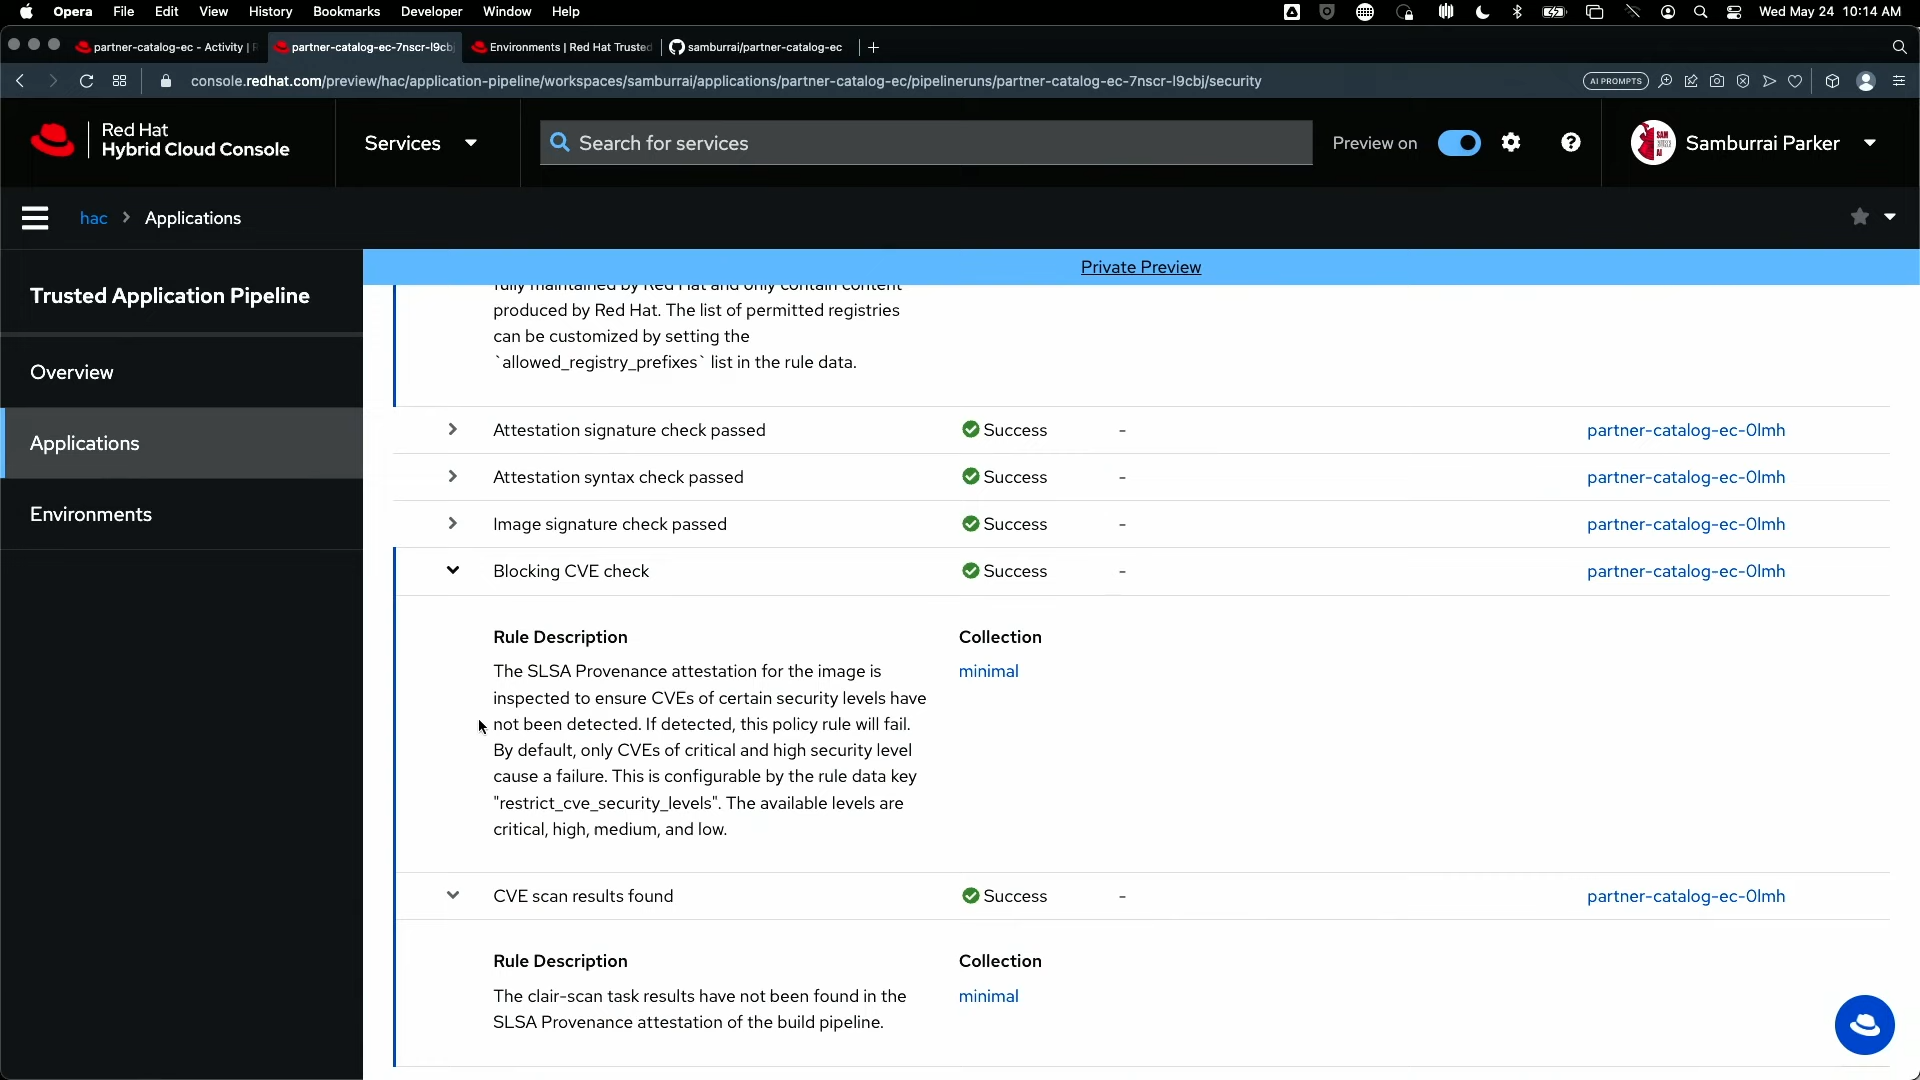 Opera File Edit View History Bookmarks Developer Window Help Wed May 24 10:14 AM
partner-catalog-ec - Activity | partner-catalog-ec-7nscr-l9cbj Environments | Red Hat Trusted samburrai/partner-catalog-ec
console.redhat.com/preview/hac/application-pipeline/workspaces/samburrai/applications/partner-catalog-ec/pipelineruns/partner-catalog-ec-7nscr-l9cbj/security AI PROMPTS
Red Hat
Hybrid Cloud Console
Services
Search for services
Preview on
Samburrai Parker
hac > Applications
Private Preview
Trusted Application Pipeline
Overview
Applications
Environments
fully maintained by Red Hat and only contain content
produced by Red Hat. The list of permitted registries
can be customized by setting the
`allowed_registry_prefixes` list in the rule data.
Attestation signature check passed Success - partner-catalog-ec-0lmh
Attestation syntax check passed Success - partner-catalog-ec-0lmh
Image signature check passed Success - partner-catalog-ec-0lmh
Blocking CVE check Success - partner-catalog-ec-0lmh
Rule Description Collection
The SLSA Provenance attestation for the image is minimal
inspected to ensure CVEs of certain security levels have
not been detected. If detected, this policy rule will fail.
By default, only CVEs of critical and high security level
cause a failure. This is configurable by the rule data key
"restrict_cve_security_levels". The available levels are
critical, high, medium, and low.
CVE scan results found Success - partner-catalog-ec-0lmh
Rule Description Collection
The clair-scan task results have not been found in the minimal
SLSA Provenance attestation of the build pipeline.